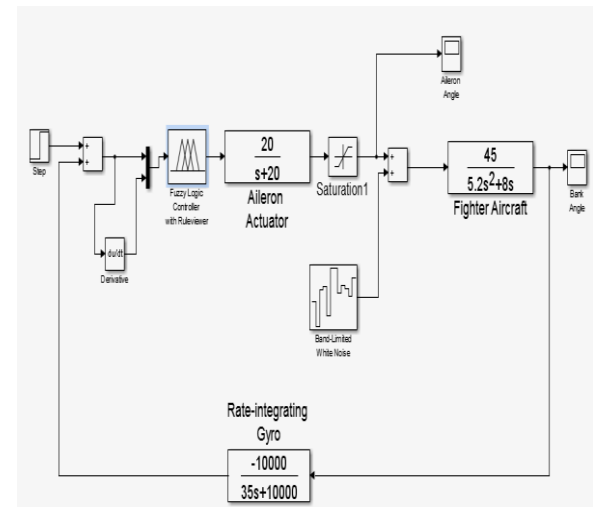 Aileron
Angle
Step
+
+
Fuzzy Logic
Controller
with Ruleviewer
20
s+20
Aileron
Actuator
Saturation1
+
+
45
5.2s²+8s
Fighter Aircraft
Bark
Angle
du/dt
Derivative
Band-Limited
White Noise
Rate-integrating
Gyro
-10000
35s+10000